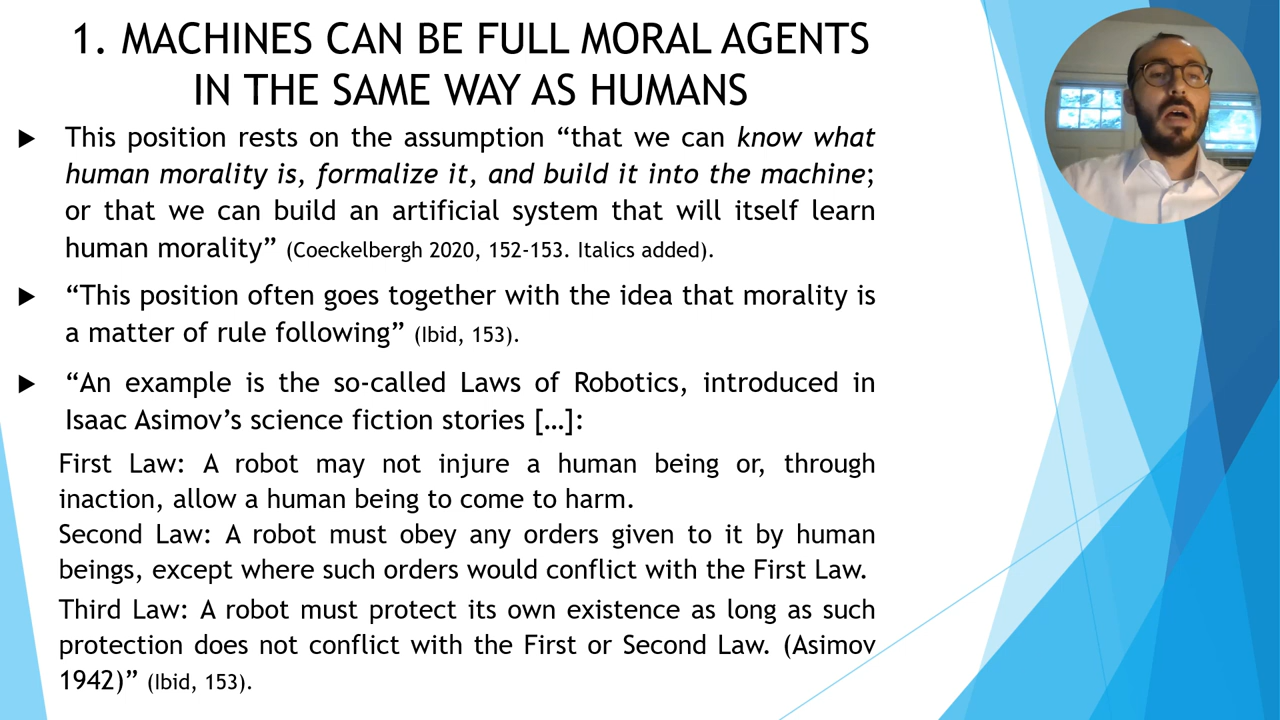 1. MACHINES CAN BE FULL MORAL AGENTS
IN THE SAME WAY AS HUMANS
This position rests on the assumption “that we can know what
human morality is, formalize it, and build it into the machine;
or that we can build an artificial system that will itself learn
human morality” (Coeckelbergh 2020, 152-153. Italics added).
“This position often goes together with the idea that morality is
a matter of rule following” (Ibid, 153).
“An example is the so-called Laws of Robotics, introduced in
Isaac Asimov’s science fiction stories […]:
First Law: A robot may not injure a human being or, through
inaction, allow a human being to come to harm.
Second Law: A robot must obey any orders given to it by human
beings, except where such orders would conflict with the First Law.
Third Law: A robot must protect its own existence as long as such
protection does not conflict with the First or Second Law. (Asimov
1942)” (Ibid, 153).